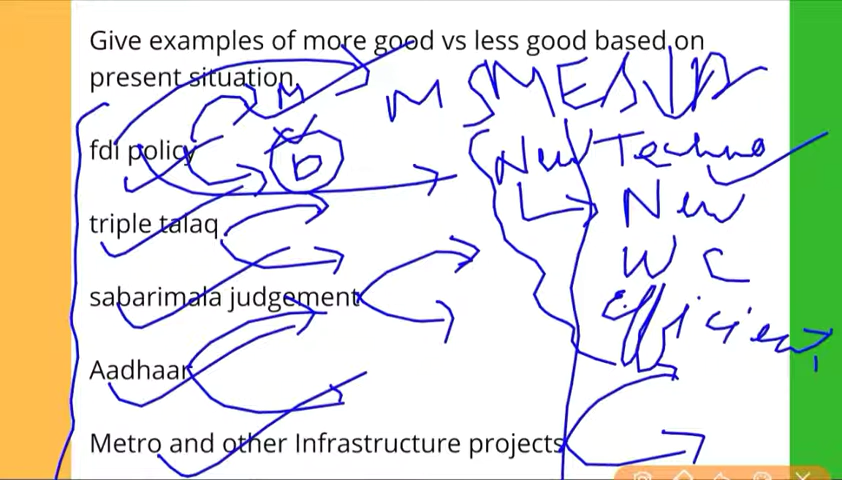 Give examples of more good vs less good based on
present situation.
M
MSME
fdi policy
D
New Techno
triple talaq
New
W C
sabarimala judgement
Efficien
Aadhaar
Metro and other Infrastructure projects